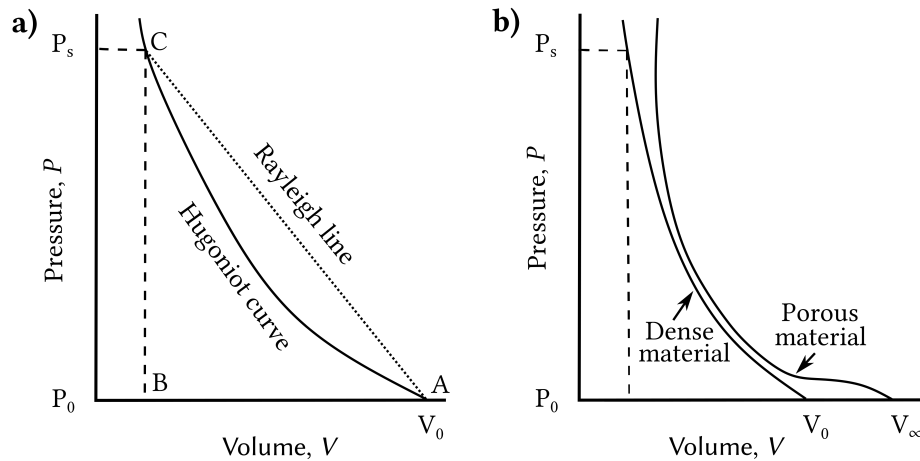 a)
P_s
C
Rayleigh line
Hugoniot curve
Pressure, P
B
A
P_0
V_0
Volume, V
b)
P_s
Pressure, P
Dense
material
Porous
material
P_0
V_0
V_∞
Volume, V